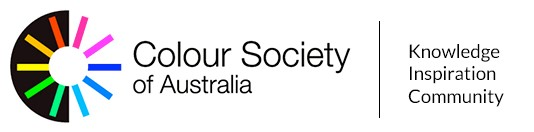 Colour Society
of Australia
Knowledge
Inspiration
Community